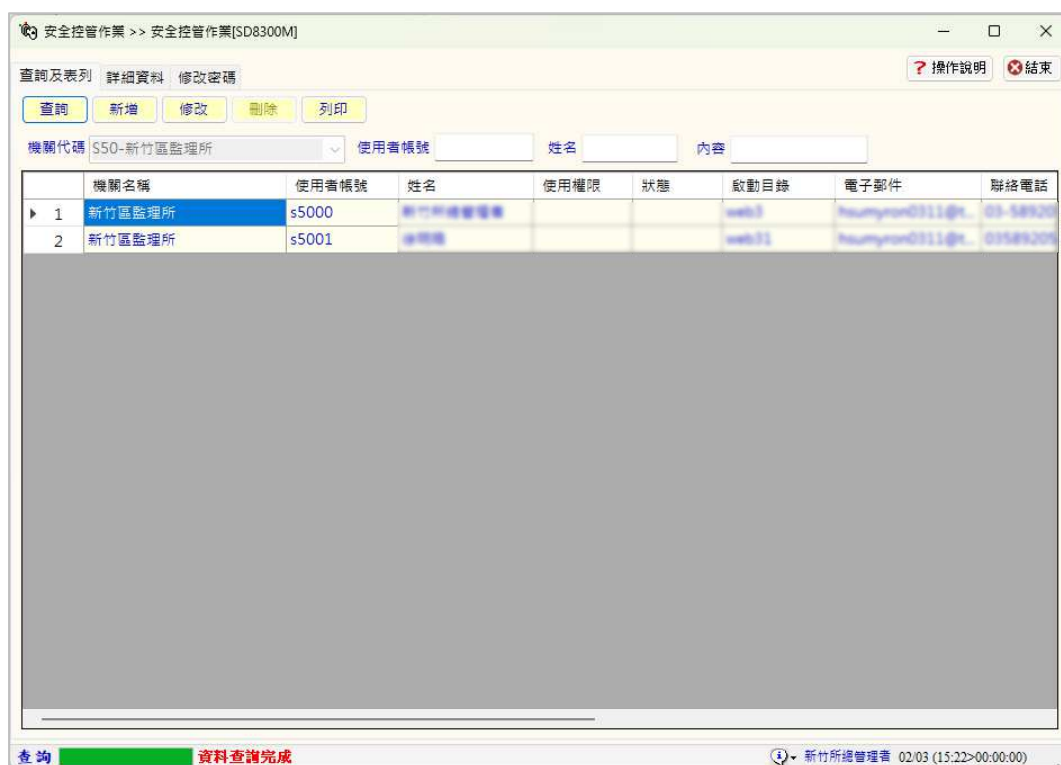 安全控管作業 >> 安全控管作業[SD8300M]
查詢及表列 詳細資料 修改密碼 ? 操作說明 結束
查詢 新增 修改 刪除 列印
機關代碼 S50-新竹區監理所 使用者帳號 姓名 內容
機關名稱 使用者帳號 姓名 使用權限 狀態 啟動目錄 電子郵件 聯絡電話
1 新竹區監理所 s5000
2 新竹區監理所 s5001
查詢 資料查詢完成 新竹所總管理者 02/03 (15:22>00:00:00)